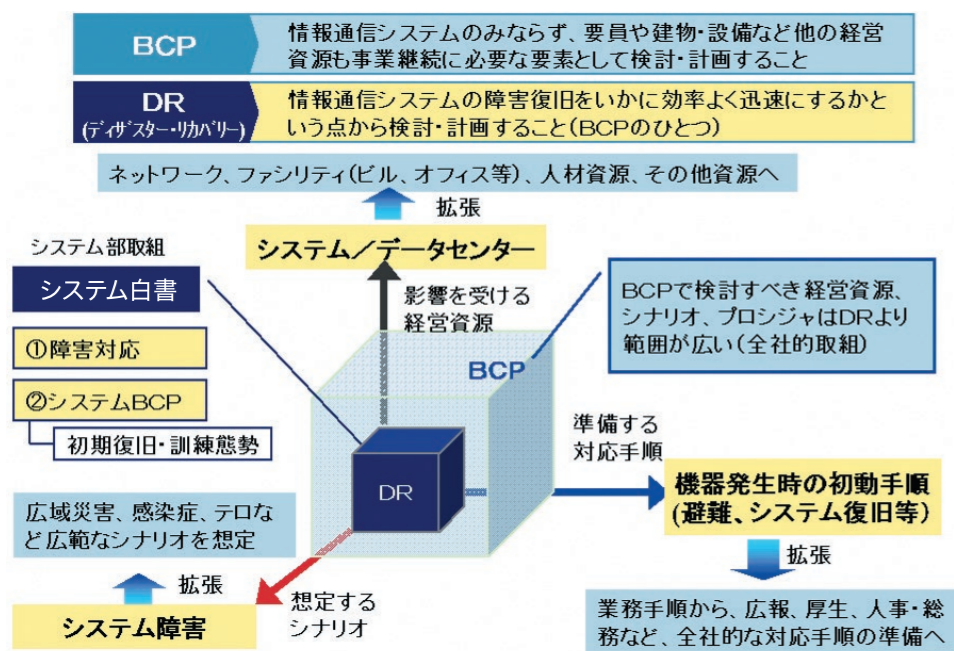 BCP
情報通信システムのみならず、要員や建物・設備など他の経営
資源も事業継続に必要な要素として検討・計画すること
DR
(ディザスター・リカバリー)
情報通信システムの障害復旧をいかに効率よく迅速にするかと
いう点から検討・計画すること(BCPのひとつ)
ネットワーク、ファシリティ(ビル、オフィス等)、人材資源、その他資源へ
拡張
システム/データセンター
システム部取組
システム白書
影響を受ける
経営資源
BCPで検討すべき経営資源、
シナリオ、プロシジャはDRより
範囲が広い(全社的取組)
①障害対応
②システムBCP
初期復旧・訓練態勢
BCP
DR
準備する
対応手順
機器発生時の初動手順
(避難、システム復旧等)
拡張
業務手順から、広報、厚生、人事・総
務など、全社的な対応手順の準備へ
広域災害、感染症、テロな
ど広範なシナリオを想定
拡張
システム障害
想定する
シナリオ